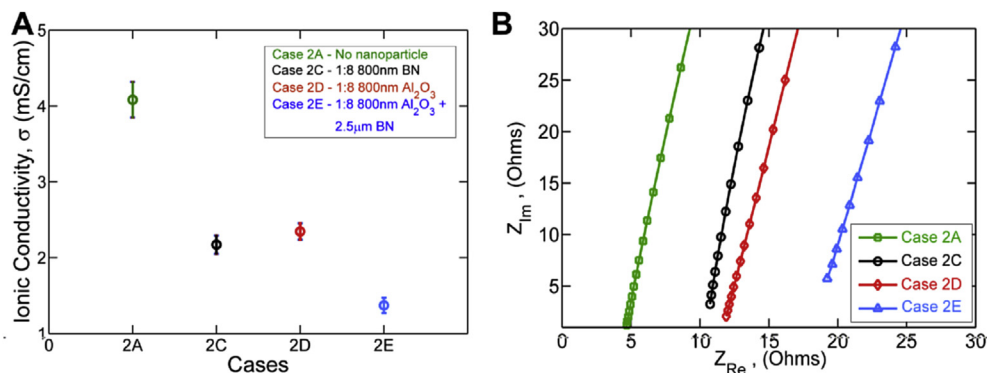 A
Ionic Conductivity, σ (mS/cm)
5
4
3
2
1
0
2A
2C
2D
2E
Cases
Case 2A - No nanoparticle
Case 2C - 1:8 800nm BN
Case 2D - 1:8 800nm Al2O3
Case 2E - 1:8 800nm Al2O3 +
2.5μm BN
B
Z_Im , (Ohms)
30
25
20
15
10
5
0
5
10
15
20
25
30
Z_Re , (Ohms)
Case 2A
Case 2C
Case 2D
Case 2E